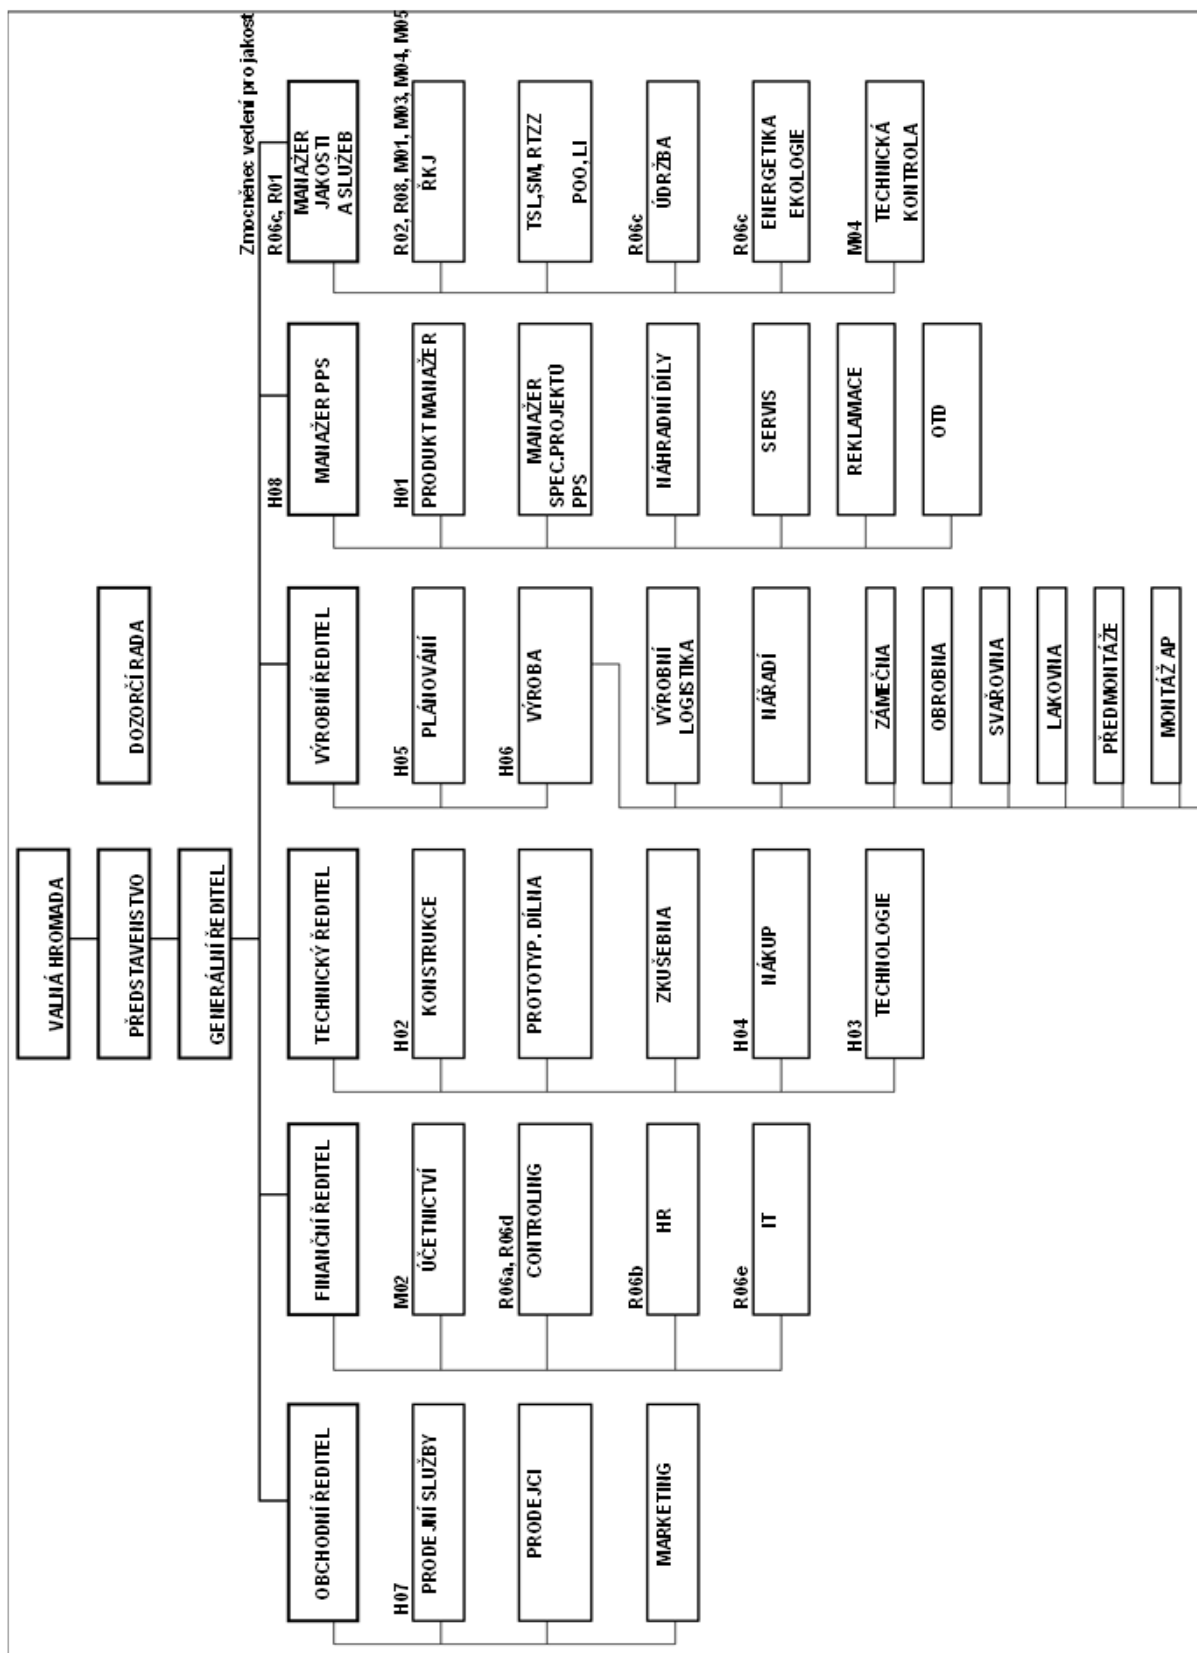 VALNÁ HROMADA
PŘEDSTAVENSTVO
DOZORČÍ RADA
GENERÁLNÍ ŘEDITEL
OBCHODNÍ ŘEDITEL
H07
PRODEJNÍ SLUŽBY
PRODEJCI
MARKETING
FINANČNÍ ŘEDITEL
M02
ÚČETNICTVÍ
R06a, R06d
CONTROLING
R06b
HR
R06e
IT
TECHNICKÝ ŘEDITEL
H02
KONSTRUKCE
PROTOTYP. DÍLNA
ZKUŠEBNA
H04
NÁKUP
H03
TECHNOLOGIE
VÝROBNÍ ŘEDITEL
H05
PLÁNOVÁNÍ
H06
VÝROBA
VÝROBNÍ
LOGISTIKA
NÁŘADÍ
ZÁMEČNA
OBROBNA
SVAŘOVNA
LAKOVNA
PŘEDMONTÁŽE
MONTÁŽ AP
H08
MANAŽER PPS
H01
PRODUKT MANAŽER
MANAŽER
SPEC.PROJEKTŮ
PPS
NÁHRADNÍ DÍLY
SERVIS
REKLAMACE
OTD
Zmocněnec vedení pro jakost
R06c, R01
MANAŽER
JAKOSTI
A SLUŽEB
R02, R08, M01, M03, M04, M05
ŘKJ
TSL,SM, RTZZ
POO, LI
R06c
ÚDRŽBA
R06c
ENERGETIKA
EKOLOGIE
M04
TECHNICKÁ
KONTROLA